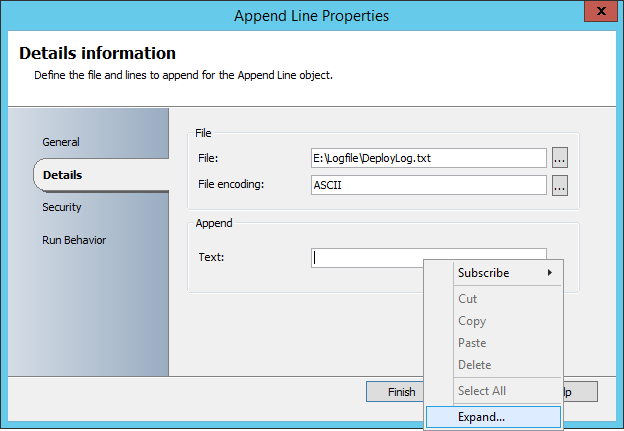 Append Line Properties
x
Details information
Define the file and lines to append for the Append Line object.
General
Details
Security
Run Behavior
File
File: E:\Logfile\DeployLog.txt ...
File encoding: ASCII ...
Append
Text:
Subscribe
Cut
Copy
Paste
Delete
Select All
Expand...
Finish